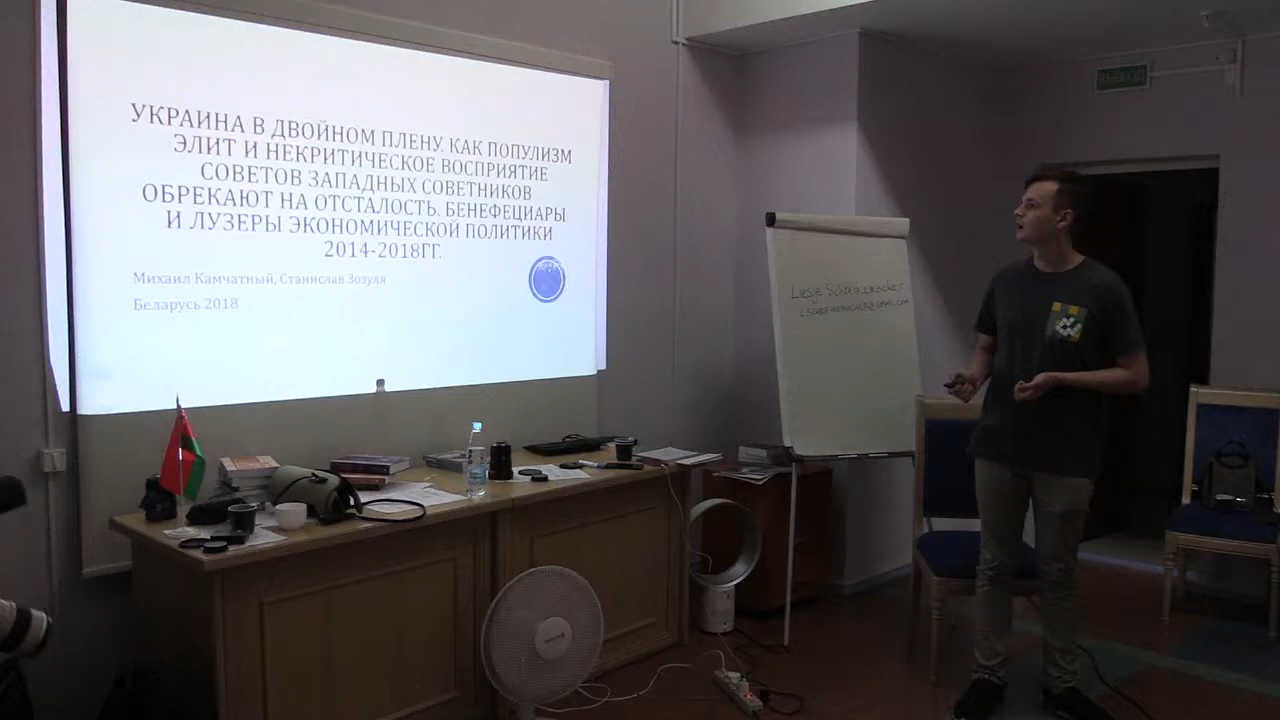 УКРАИНА В ДВОЙНОМ ПЛЕНУ. КАК ПОПУЛИЗМ
ЭЛИТ И НЕКРИТИЧЕСКОЕ ВОСПРИЯТИЕ
СОВЕТОВ ЗАПАДНЫХ СОВЕТНИКОВ
ОБРЕКАЮТ НА ОТСТАЛОСТЬ. БЕНЕФЕЦИАРЫ
И ЛУЗЕРЫ ЭКОНОМИЧЕСКОЙ ПОЛИТИКИ
2014-2018ГГ.
Михаил Камчатный, Станислав Зозуля
Беларусь 2018
ВЫХОД